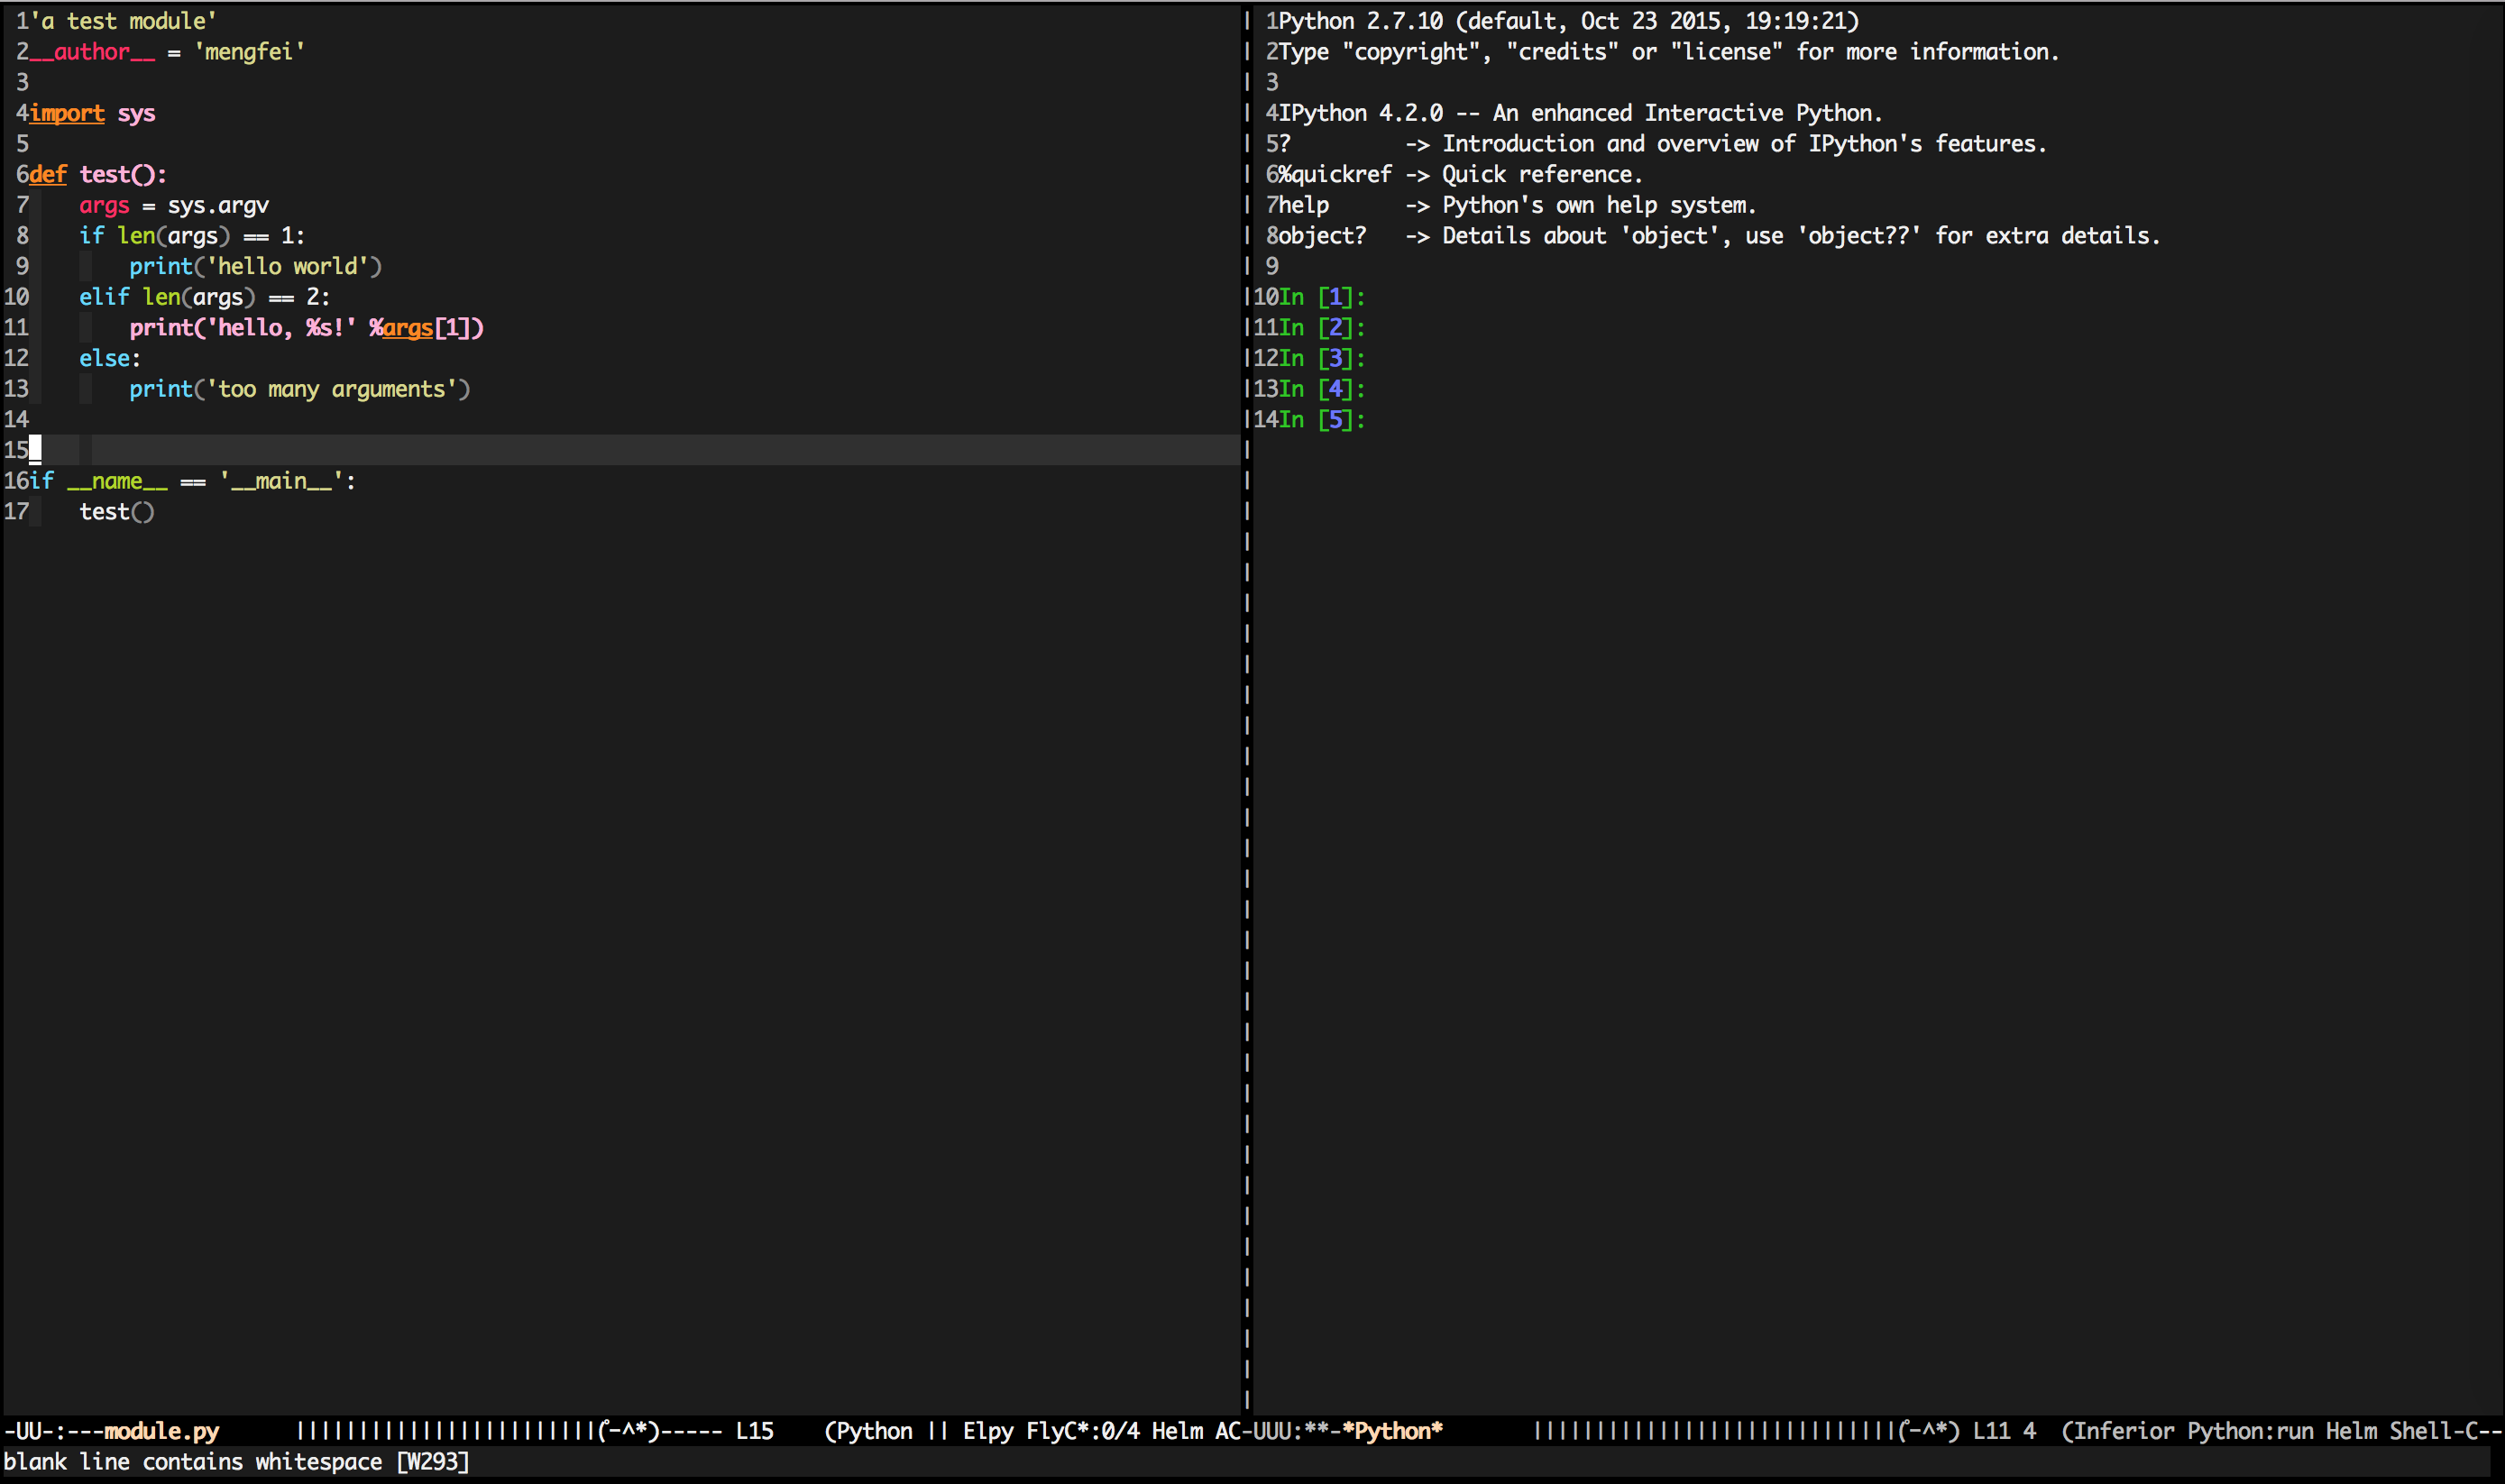 1'a test module'
2__author__ = 'mengfei'
3
4import sys
5
6def test():
7    args = sys.argv
8    if len(args) == 1:
9        print('hello world')
10    elif len(args) == 2:
11        print('hello, %s!' %args[1])
12    else:
13        print('too many arguments')
14
15
16if __name__ == '__main__':
17    test()
-UU-:---module.py      ||||||||||||||||||||||||(°-^*)----- L15    (Python || Elpy FlyC*:0/4 Helm AC
1Python 2.7.10 (default, Oct 23 2015, 19:19:21)
2Type "copyright", "credits" or "license" for more information.
3
4IPython 4.2.0 -- An enhanced Interactive Python.
5?         -> Introduction and overview of IPython's features.
6%quickref -> Quick reference.
7help      -> Python's own help system.
8object?   -> Details about 'object', use 'object??' for extra details.
9
10In [1]:
11In [2]:
12In [3]:
13In [4]:
14In [5]:
-UUU:**-*Python*       |||||||||||||||||||||||||||||(°-^*) L11 4  (Inferior Python:run Helm Shell-C--
blank line contains whitespace [W293]